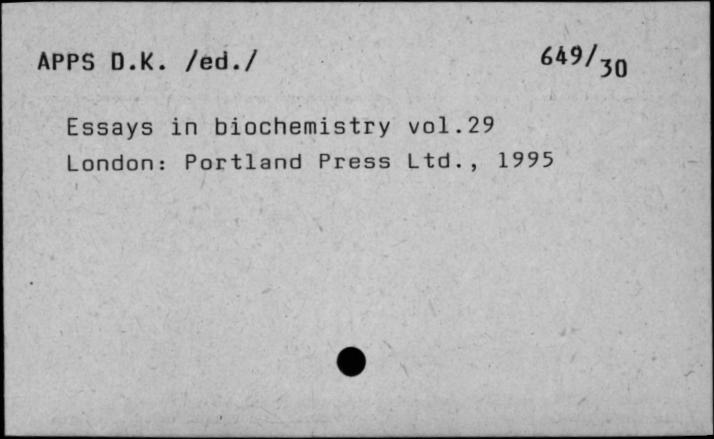 APPS D.K. /ed./ 649/30
Essays in biochemistry vol.29
London: Portland Press Ltd., 1995